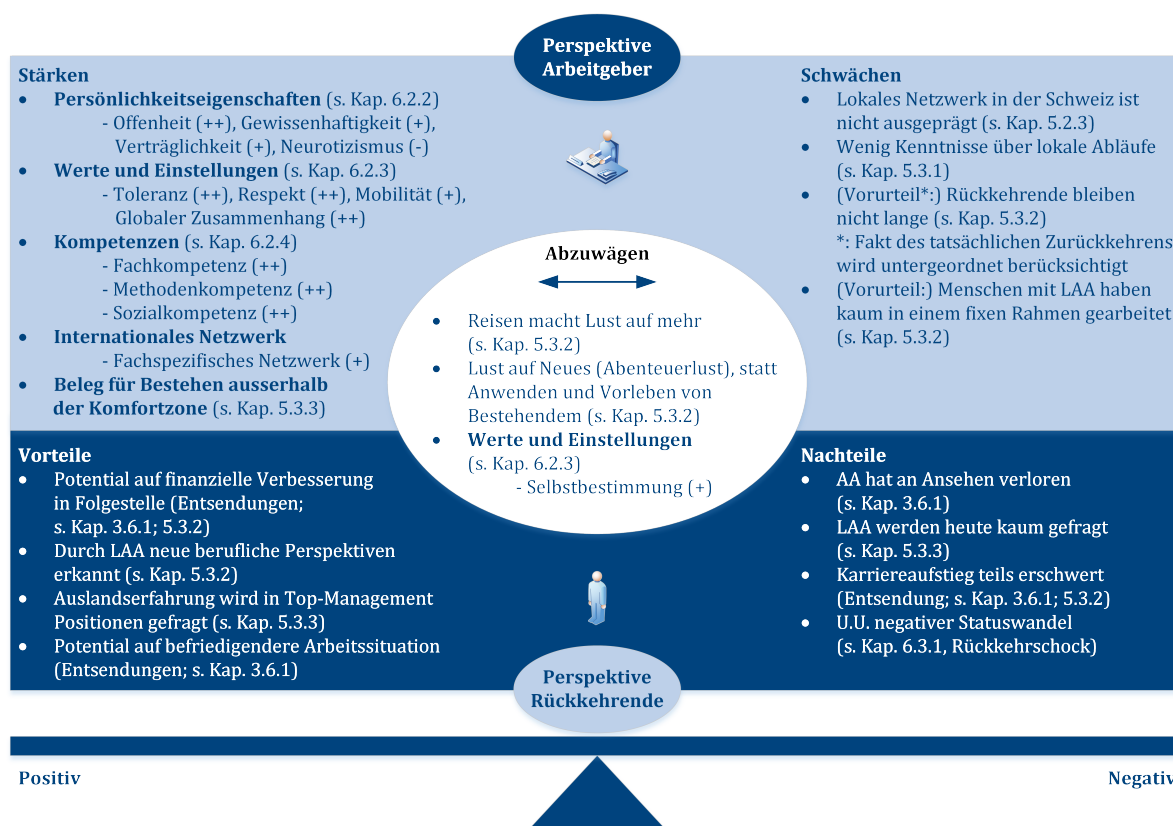 Perspektive
Arbeitgeber
Stärken
• Persönlichkeitseigenschaften (s. Kap. 6.2.2)
- Offenheit (++), Gewissenhaftigkeit (+),
Verträglichkeit (+), Neurotizismus (-)
• Werte und Einstellungen (s. Kap. 6.2.3)
- Toleranz (++), Respekt (++), Mobilität (+),
Globaler Zusammenhang (++)
• Kompetenzen (s. Kap. 6.2.4)
- Fachkompetenz (++)
- Methodenkompetenz (++)
- Sozialkompetenz (++)
• Internationales Netzwerk
- Fachspezifisches Netzwerk (+)
• Beleg für Bestehen ausserhalb
der Komfortzone (s. Kap. 5.3.3)
Schwächen
• Lokales Netzwerk in der Schweiz ist
nicht ausgeprägt (s. Kap. 5.2.3)
• Wenig Kenntnisse über lokale Abläufe
(s. Kap. 5.3.1)
• (Vorurteil*:) Rückkehrende bleiben
nicht lange (s. Kap. 5.3.2)
*: Fakt des tatsächlichen Zurückkehrens
wird untergeordnet berücksichtigt
• (Vorurteil:) Menschen mit LAA haben
kaum in einem fixen Rahmen gearbeitet
(s. Kap. 5.3.2)
Abzuwägen
• Reisen macht Lust auf mehr
(s. Kap. 5.3.2)
• Lust auf Neues (Abenteuerlust), statt
Anwenden und Vorleben von
Bestehendem (s. Kap. 5.3.2)
• Werte und Einstellungen
(s. Kap. 6.2.3)
- Selbstbestimmung (+)
Vorteile
• Potential auf finanzielle Verbesserung
in Folgestelle (Entsendungen;
s. Kap. 3.6.1; 5.3.2)
• Durch LAA neue berufliche Perspektiven
erkannt (s. Kap. 5.3.2)
• Auslandserfahrung wird in Top-Management
Positionen gefragt (s. Kap. 5.3.3)
• Potential auf befriedigendere Arbeitssituation
(Entsendungen; s. Kap. 3.6.1)
Nachteile
• AA hat an Ansehen verloren
(s. Kap. 3.6.1)
• LAA werden heute kaum gefragt
(s. Kap. 5.3.3)
• Karriereaufstieg teils erschwert
(Entsendung; s. Kap. 3.6.1; 5.3.2)
• U.U. negativer Statuswandel
(s. Kap. 6.3.1, Rückkehrschock)
Perspektive
Rückkehrende
Positiv
Negativ